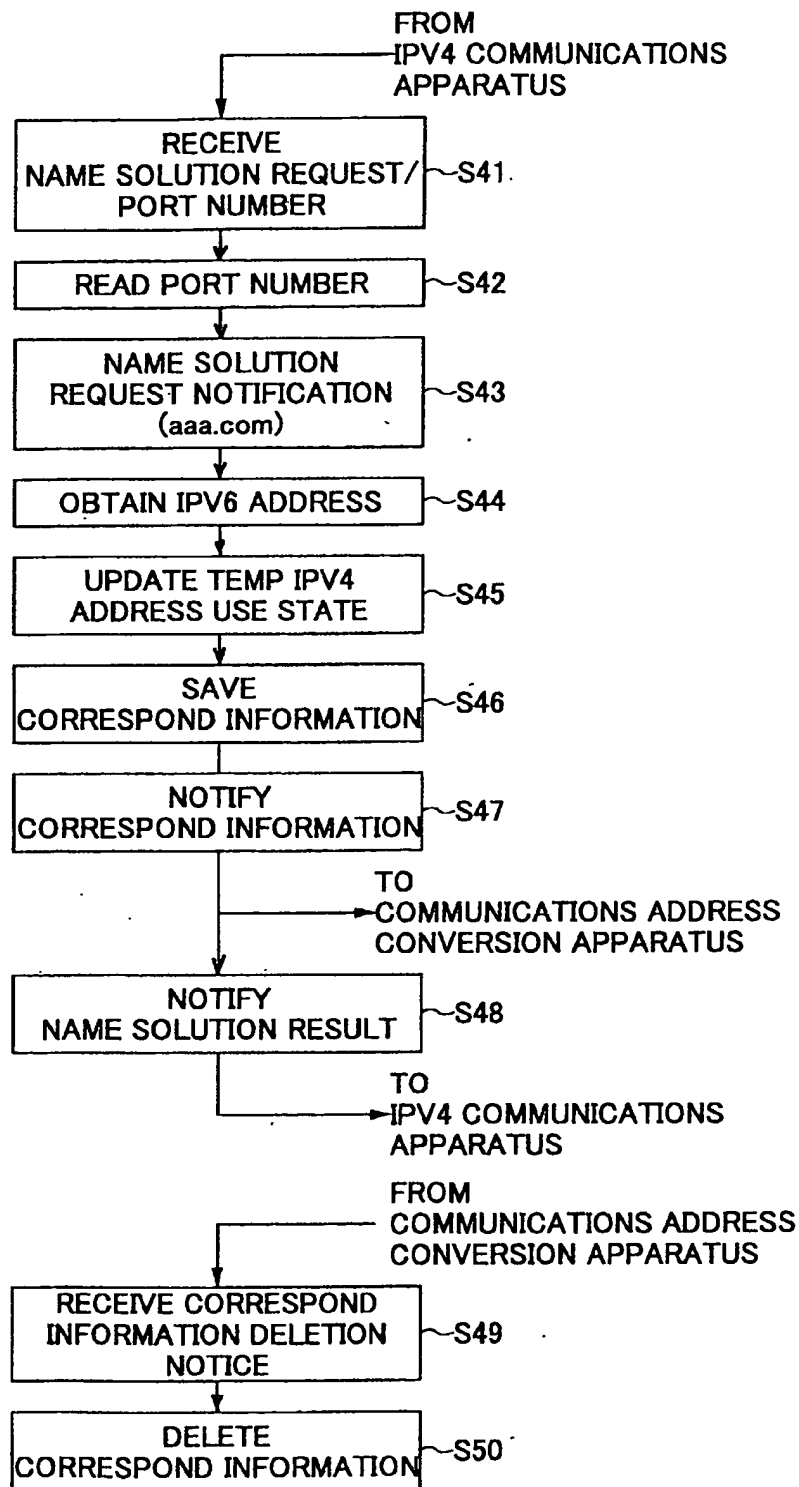 FROM
IPV4 COMMUNICATIONS
APPARATUS
RECEIVE
NAME SOLUTION REQUEST/
PORT NUMBER
S41
READ PORT NUMBER
S42
NAME SOLUTION
REQUEST NOTIFICATION
(aaa.com)
S43
OBTAIN IPV6 ADDRESS
S44
UPDATE TEMP IPV4
ADDRESS USE STATE
S45
SAVE
CORRESPOND INFORMATION
S46
NOTIFY
CORRESPOND INFORMATION
S47
TO
COMMUNICATIONS ADDRESS
CONVERSION APPARATUS
NOTIFY
NAME SOLUTION RESULT
S48
TO
IPV4 COMMUNICATIONS
APPARATUS
FROM
COMMUNICATIONS ADDRESS
CONVERSION APPARATUS
RECEIVE CORRESPOND
INFORMATION DELETION
NOTICE
S49
DELETE
CORRESPOND INFORMATION
S50